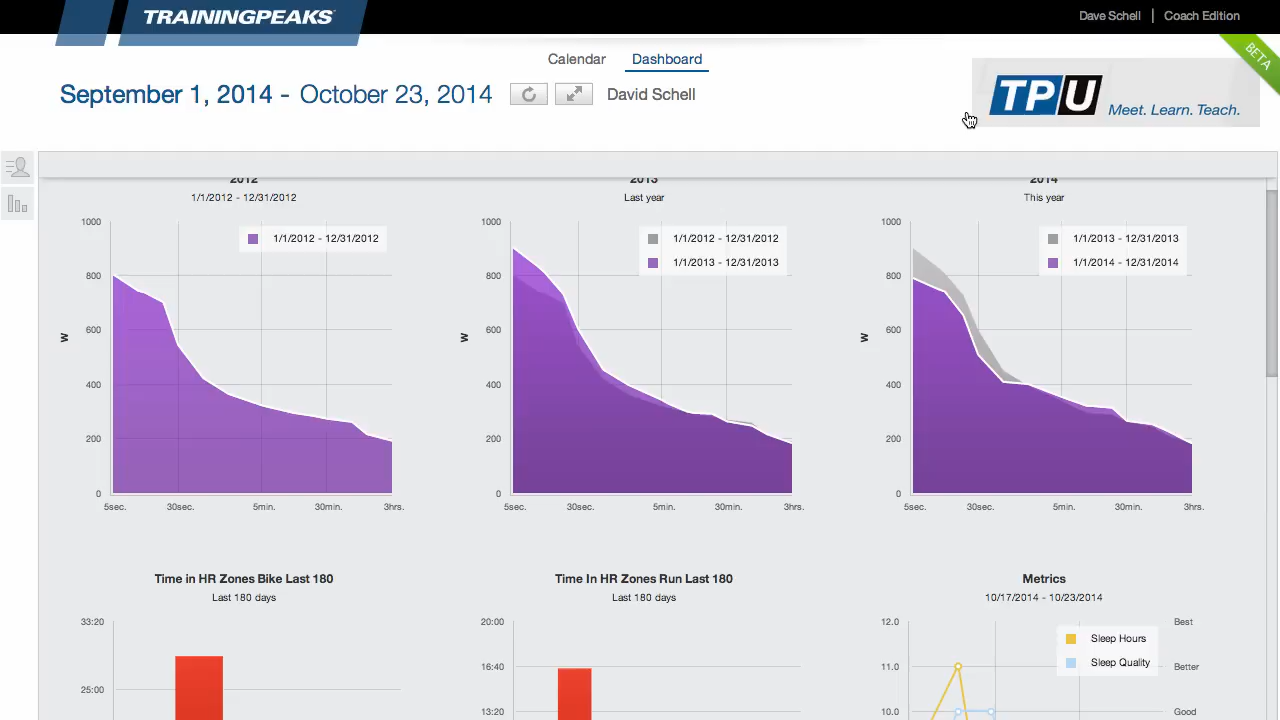 TRAININGPEAKS
Dave Schell | Coach Edition
BETA
Calendar Dashboard
September 1, 2014 - October 23, 2014 David Schell
TPU Meet. Learn. Teach.
2012 2013 2014
1/1/2012 - 12/31/2012 Last year This year
1000 1000 1000
1/1/2012 - 12/31/2012 1/1/2012 - 12/31/2012 1/1/2013 - 12/31/2013
1/1/2013 - 12/31/2013 1/1/2014 - 12/31/2014
800 800 800
600 600 600
W W W
400 400 400
200 200 200
0 0 0
5sec. 30sec. 5min. 30min. 3hrs. 5sec. 30sec. 5min. 30min. 3hrs. 5sec. 30sec. 5min. 30min. 3hrs.
Time in HR Zones Bike Last 180 Time In HR Zones Run Last 180 Metrics
Last 180 days Last 180 days 10/17/2014 - 10/23/2014
33:20 20:00 12.0 Best
Sleep Hours
Sleep Quality
16:40 11.0 Better
25:00
13:20 10.0 Good